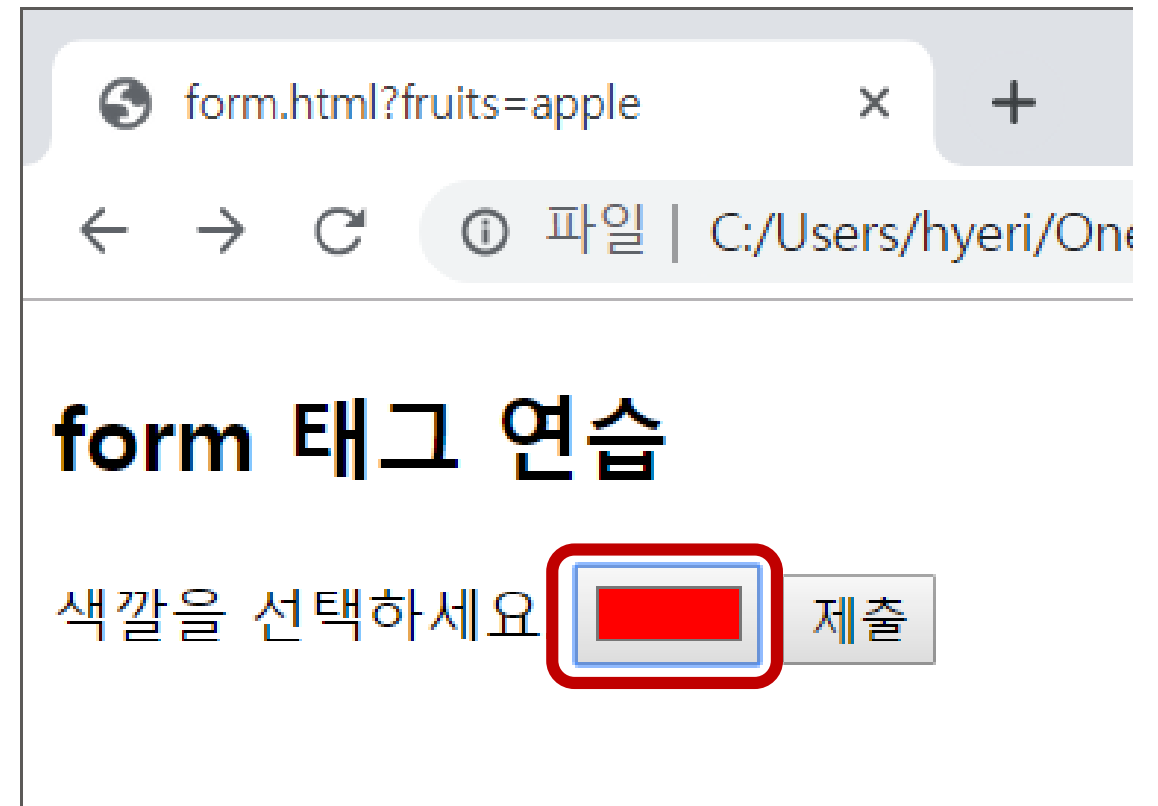 form.html?fruits=apple
파일 | C:/Users/hyeri/One
form 태그 연습
색깔을 선택하세요 제출